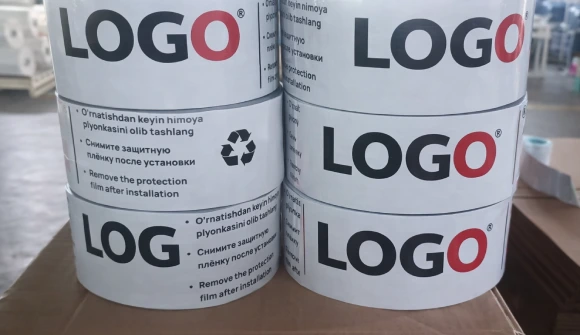 LOGO®
LOGO®
• O'rnatishdan keyin himoya
plyonkasini olib tashlang
• Снимите защитную
плёнку после установки
• Remove the protection
film after installation
LOGO®
LOG
• O'rnatishdan keyin himoya
plyonkasini olib tashlang
• Снимите защитную
плёнку после установки
• Remove the protection
film after installation
LOGO®